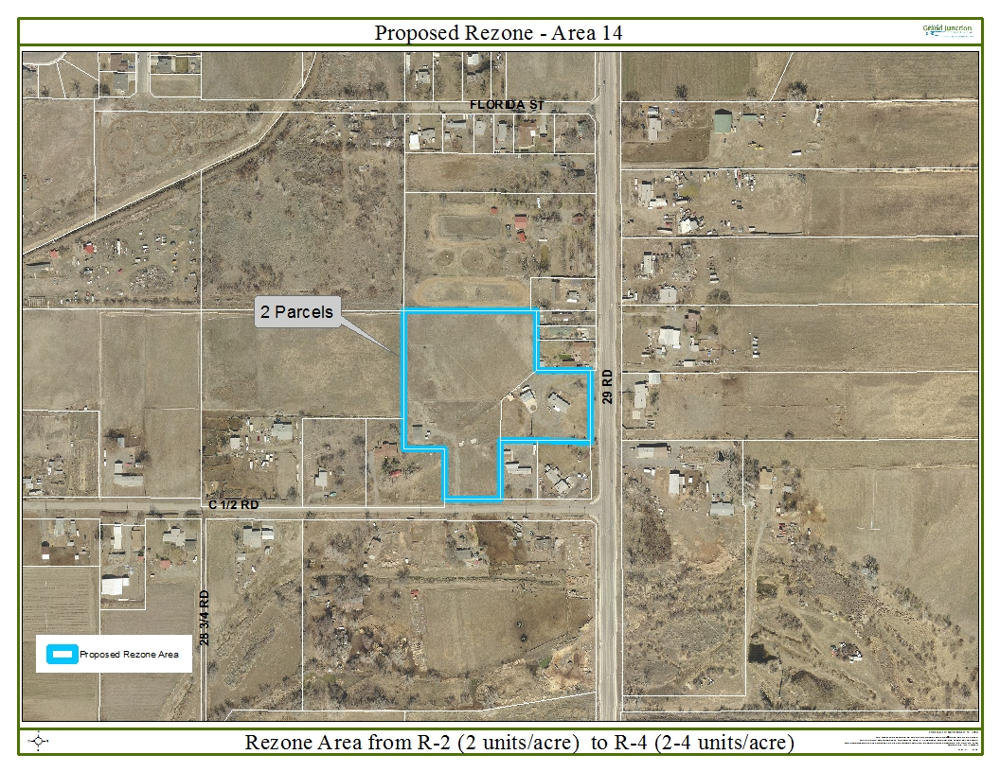 Proposed Rezone - Area 14
Grand Junction
FLORIDA ST
2 Parcels
29 RD
C 1/2 RD
28 3/4 RD
Proposed Rezone Area
Rezone Area from R-2 (2 units/acre) to R-4 (2-4 units/acre)